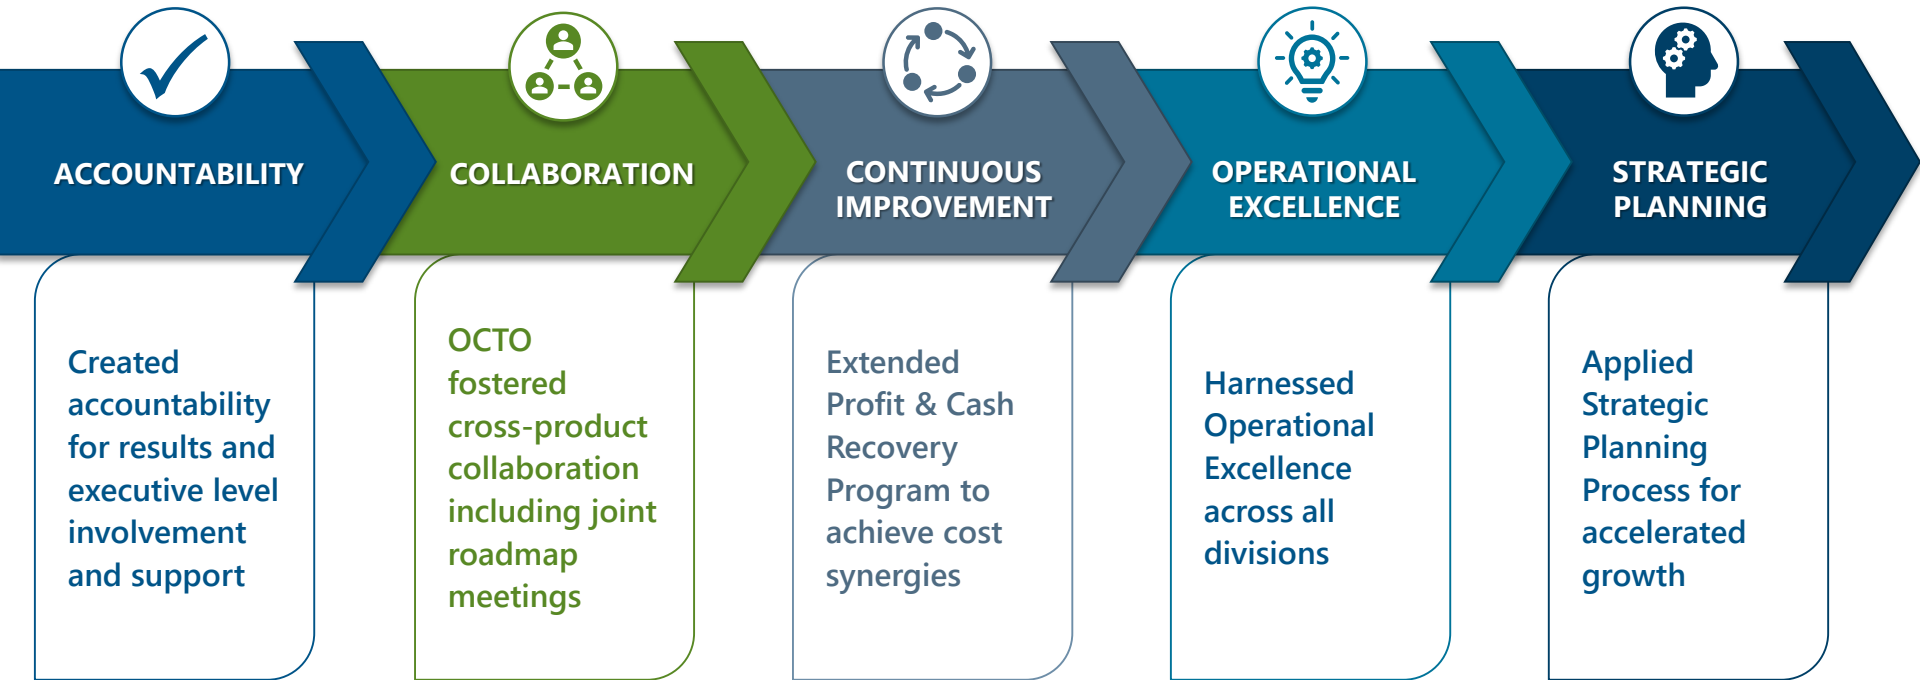 ACCOUNTABILITY
Created
accountability
for results and
executive level
involvement
and support
COLLABORATION
OCTO
fostered
cross-product
collaboration
including joint
roadmap
meetings
CONTINUOUS
IMPROVEMENT
Extended
Profit & Cash
Recovery
Program to
achieve cost
synergies
OPERATIONAL
EXCELLENCE
Harnessed
Operational
Excellence
across all
divisions
STRATEGIC
PLANNING
Applied
Strategic
Planning
Process for
accelerated
growth